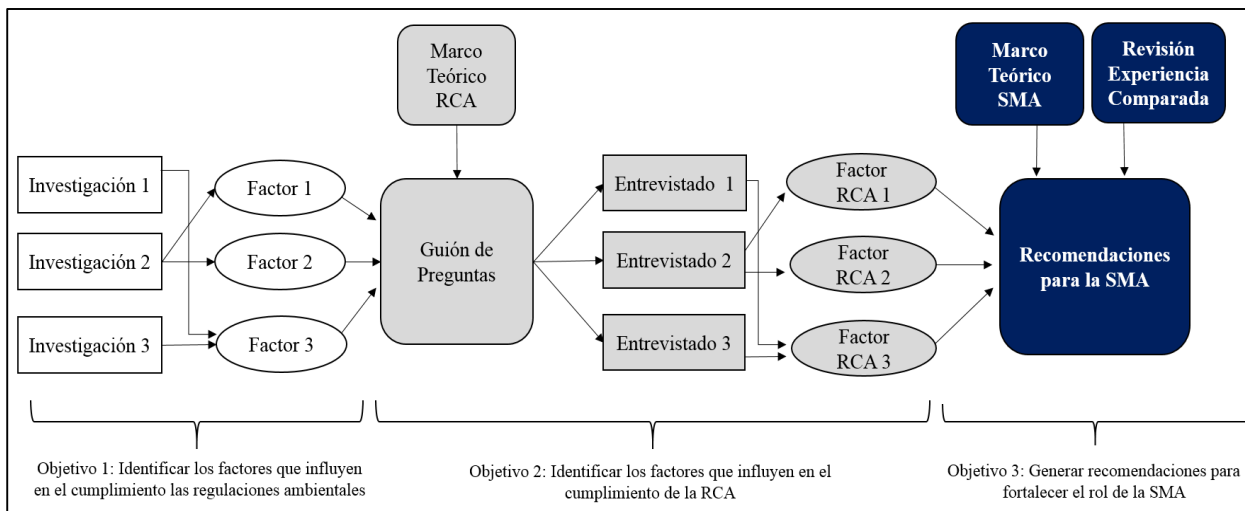 Marco
Teórico
RCA
Marco
Teórico
SMA
Revisión
Experiencia
Comparada
Investigación 1
Investigación 2
Investigación 3
Factor 1
Factor 2
Factor 3
Guión de
Preguntas
Entrevistado 1
Entrevistado 2
Entrevistado 3
Factor
RCA 1
Factor
RCA 2
Factor
RCA 3
Recomendaciones
para la SMA
Objetivo 1: Identificar los factores que influyen
en el cumplimiento las regulaciones ambientales
Objetivo 2: Identificar los factores que influyen en el
cumplimiento de la RCA
Objetivo 3: Generar recomendaciones para
fortalecer el rol de la SMA